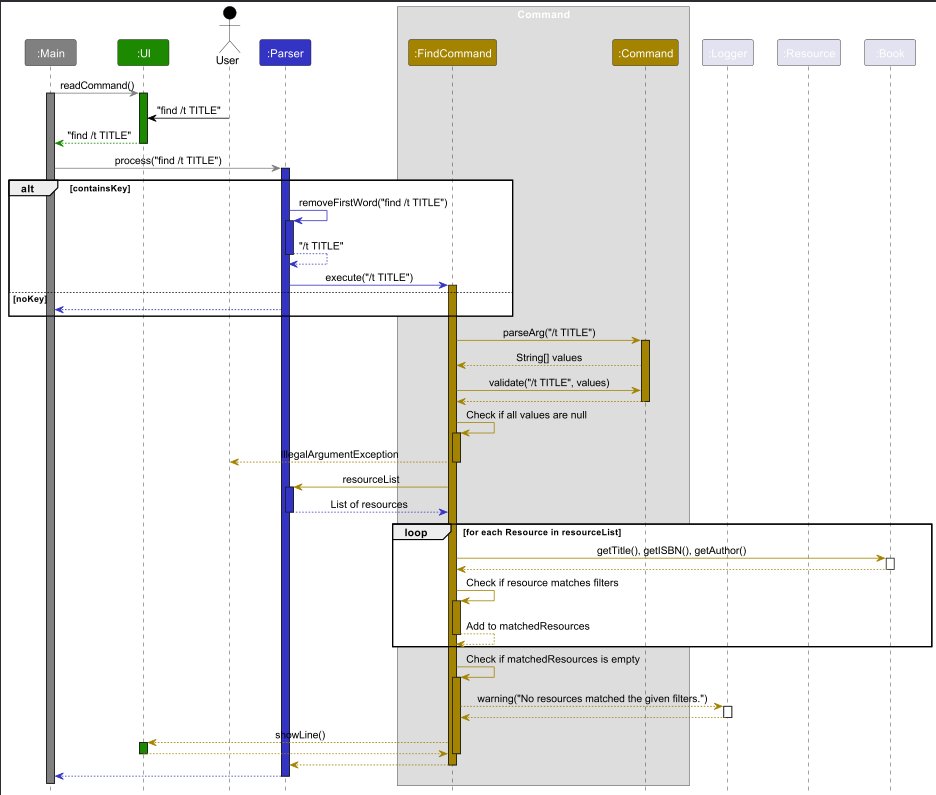 Command
:Main
:UI
User
:Parser
:FindCommand
:Command
:Logger
:Resource
:Book
readCommand()
"find /t TITLE"
"find /t TITLE"
process("find /t TITLE")
alt
[containsKey]
removeFirstWord("find /t TITLE")
"/t TITLE"
execute("/t TITLE")
[noKey]
parseArg("/t TITLE")
String[] values
validate("/t TITLE", values)
Check if all values are null
IllegalArgumentException
resourceList
List of resources
loop
[for each Resource in resourceList]
getTitle(), getISBN(), getAuthor()
Check if resource matches filters
Add to matchedResources
Check if matchedResources is empty
warning("No resources matched the given filters.")
showLine()